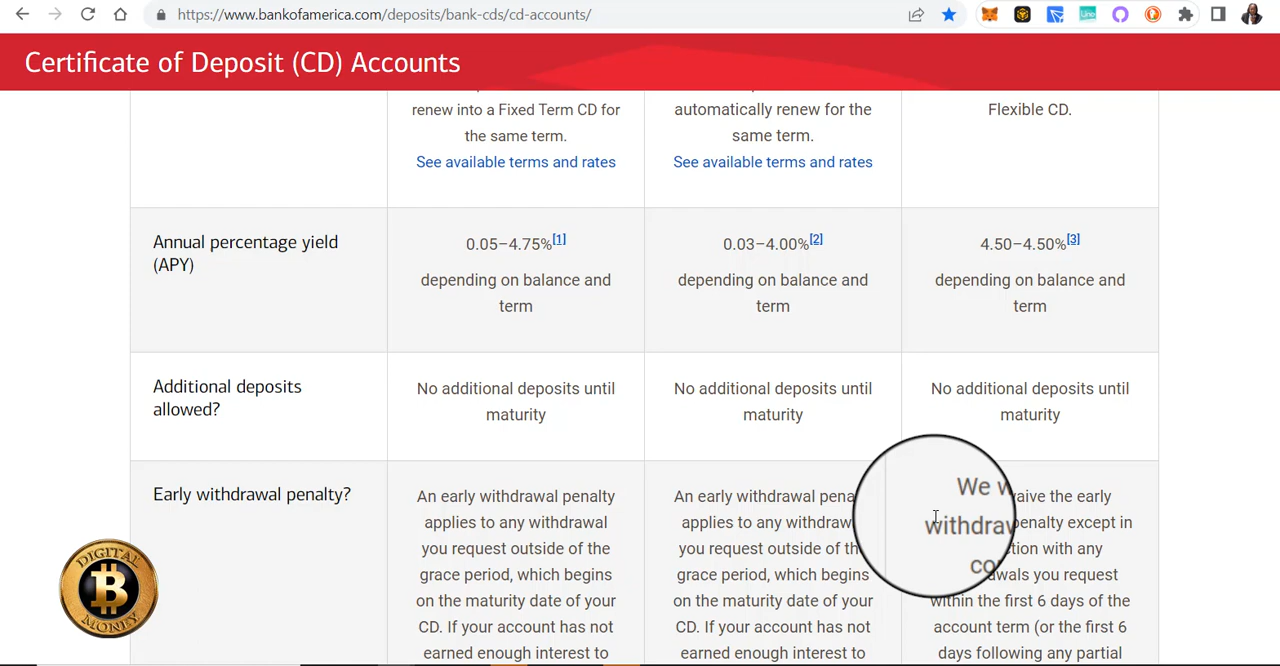 https://www.bankofamerica.com/deposits/bank-cds/cd-accounts/
Certificate of Deposit (CD) Accounts
renew into a Fixed Term CD for
the same term.
See available terms and rates
automatically renew for the
same term.
See available terms and rates
Flexible CD.
Annual percentage yield
(APY)
0.05–4.75%[1]
depending on balance and
term
0.03–4.00%[2]
depending on balance and
term
4.50–4.50%[3]
depending on balance and
term
Additional deposits
allowed?
No additional deposits until
maturity
No additional deposits until
maturity
No additional deposits until
maturity
Early withdrawal penalty?
An early withdrawal penalty
applies to any withdrawal
you request outside of the
grace period, which begins
on the maturity date of your
CD. If your account has not
earned enough interest to
An early withdrawal
applies to any
you request outside of
grace period, which begins
on the maturity date of your
CD. If your account has not
earned enough interest to
We the early
penalty except in
with any
you request
within the first 6 days of the
account term (or the first 6
days following any partial
DIGITAL
MONEY